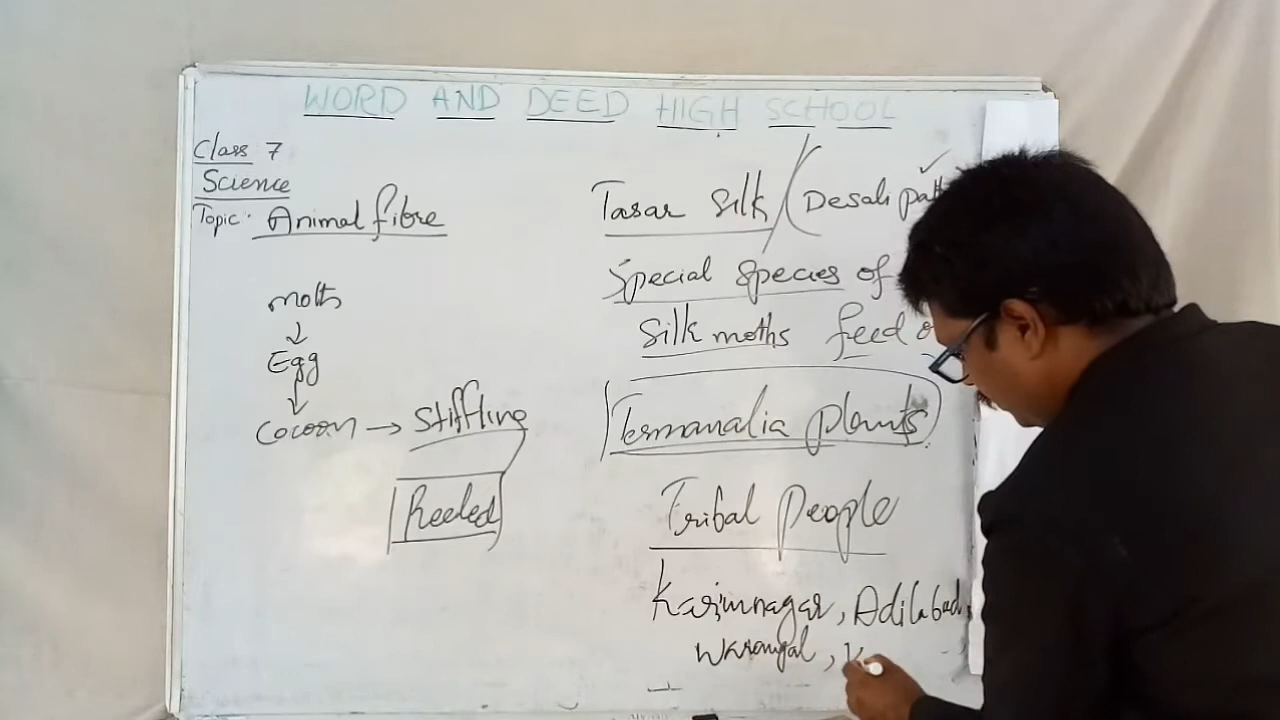 WORD AND DEED HIGH SCHOOL
Class 7
Science
Topic: Animal fibre
moths
↓
Egg
↓
Cocoon → Stiffling
Reeled
Tasar Silk (Desali
Special Species of
Silk moths feed
Termanalia plants
Tribal People
Karimnagar, Adilabad,
Warangal,